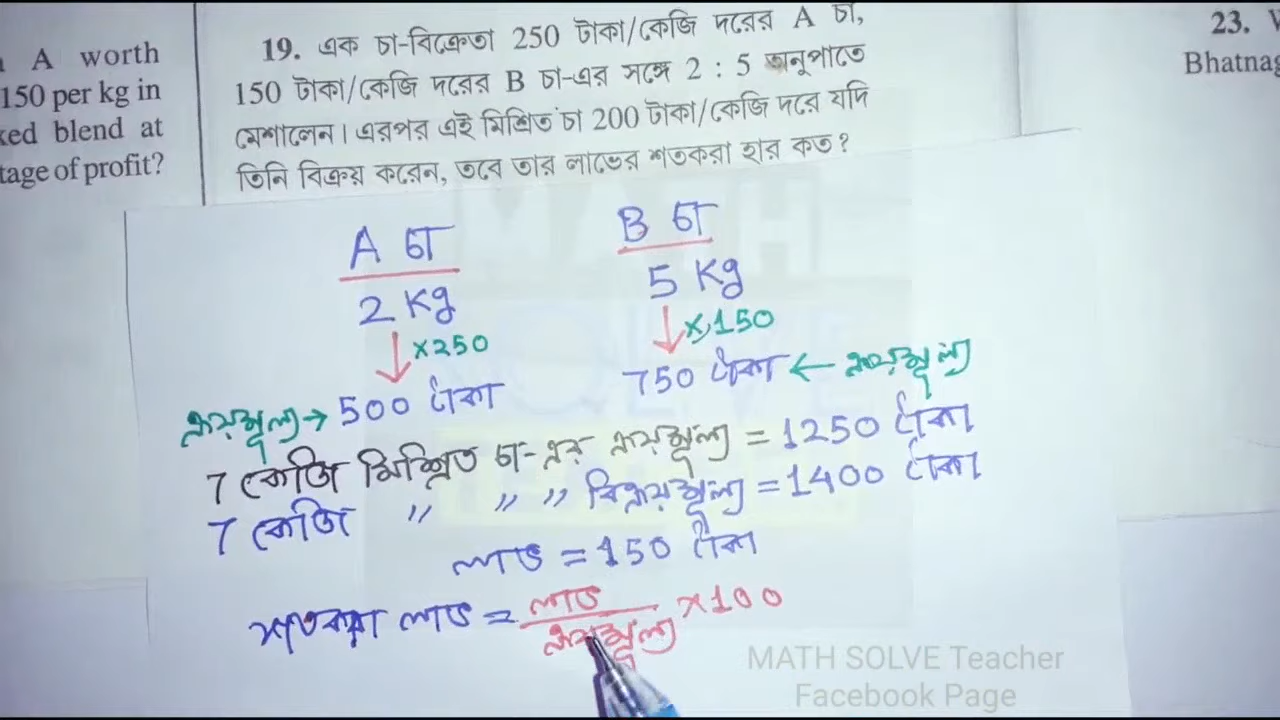 A worth
150 per kg in
ked blend at
tage of profit?
19. এক চা-বিক্রেতা 250 টাকা/কেজি দরের A চা,
150 টাকা/কেজি দরের B চা-এর সঙ্গে 2 : 5 অনুপাতে
মেশালেন। এরপর এই মিশ্রিত চা 200 টাকা/কেজি দরে যদি
তিনি বিক্রয় করেন, তবে তার লাভের শতকরা হার কত?
23.
Bhatnag
A চা
B চা
2 Kg
5 Kg
×250
×,150
ক্রয়মূল্য → 500 টাকা
750 টাকা ← ক্রয়মূল্য
7 কেজি মিশ্রিত চা-এর ক্রয়মূল্য = 1250 টাকা
7 কেজি " " " বিক্রয়মূল্য = 1400 টাকা
লাভ = 150 টাকা
শতকরা লাভ = লাভ/ক্রয়মূল্য ×100
MATH SOLVE Teacher
Facebook Page